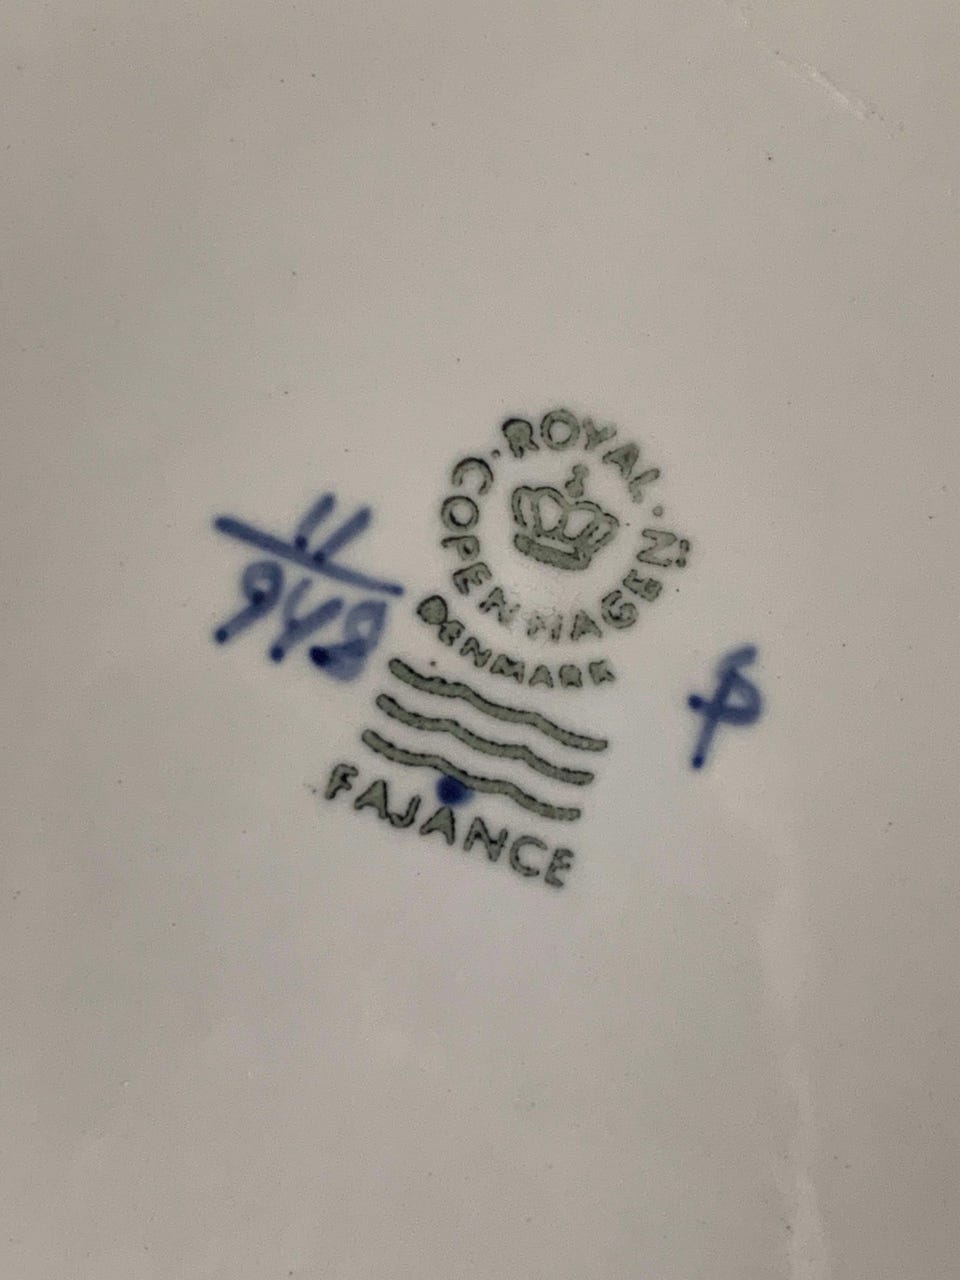 · ROYAL ·
COPENHAGEN
DENMARK
FAJANCE
11
948